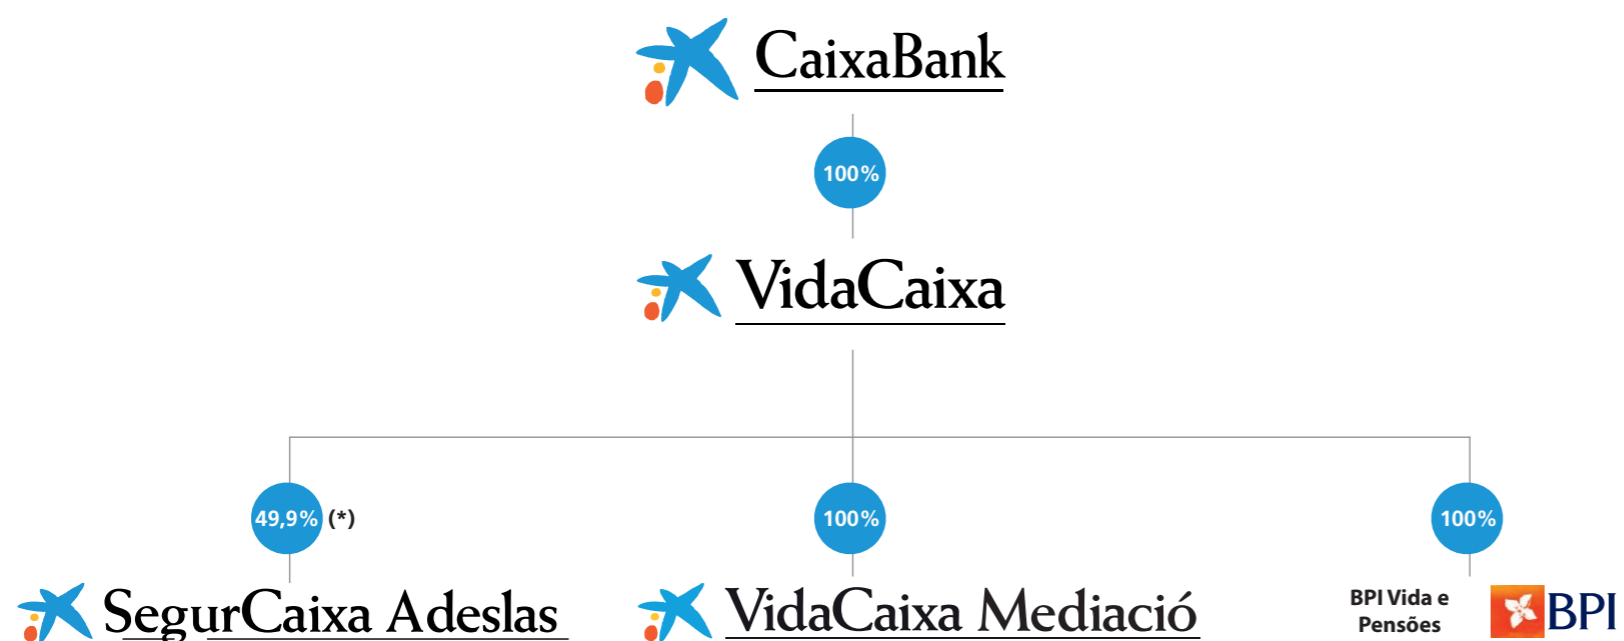 CaixaBank
100%
VidaCaixa
49,9% (*)
100%
100%
SegurCaixa Adeslas
VidaCaixa Mediació
BPI Vida e
Pensões
BPI